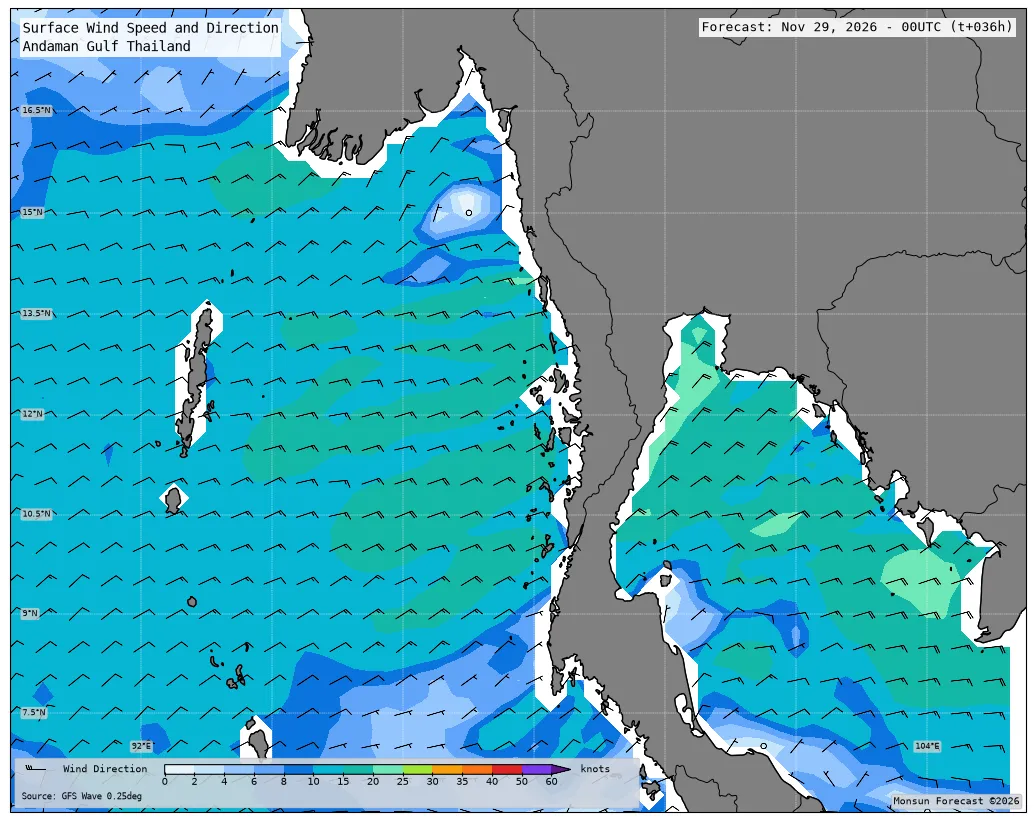 Surface Wind Speed and Direction
Andaman Gulf Thailand
Forecast: Nov 29, 2026 - 00UTC (t+036h)
16.5°N
15°N
13.5°N
12°N
10.5°N
9°N
7.5°N
92°E
104°E
Wind Direction
0 2 4 6 8 10 15 20 25 30 35 40 50 60 knots
Source: GFS Wave 0.25deg
Monsun Forecast ©2026